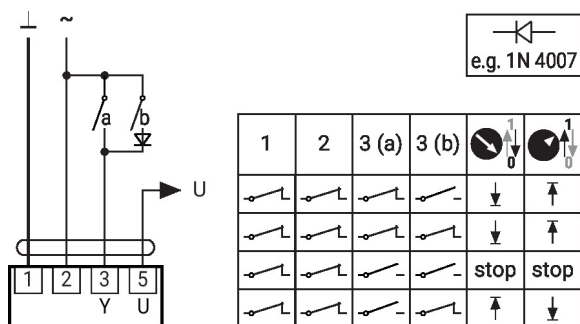 ⊥ ~
e.g. 1N 4007
a b
U
1 2 3 5
Y U
1 2 3 (a) 3 (b) 1 0 1 0
stop stop